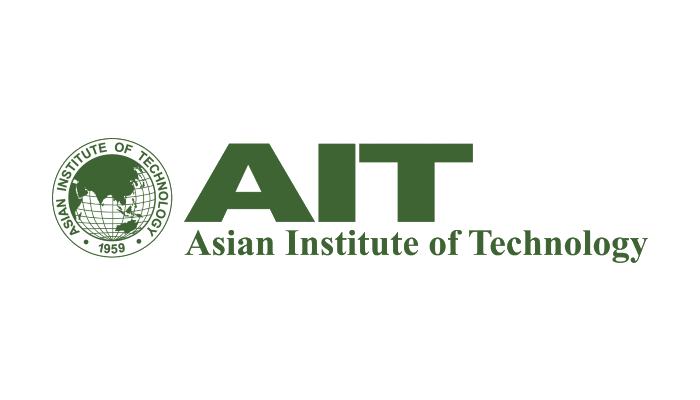 ASIAN INSTITUTE OF TECHNOLOGY
• 1959 •
AIT
Asian Institute of Technology